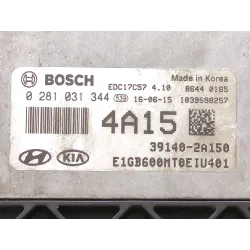 BOSCH
EDC17C57 4.10
Made in Korea
0 281 031 344 539 16-06-15
8644 0165
1039S98257
4A15
39140-2A150
KIA
E1GB600MT0EIU401